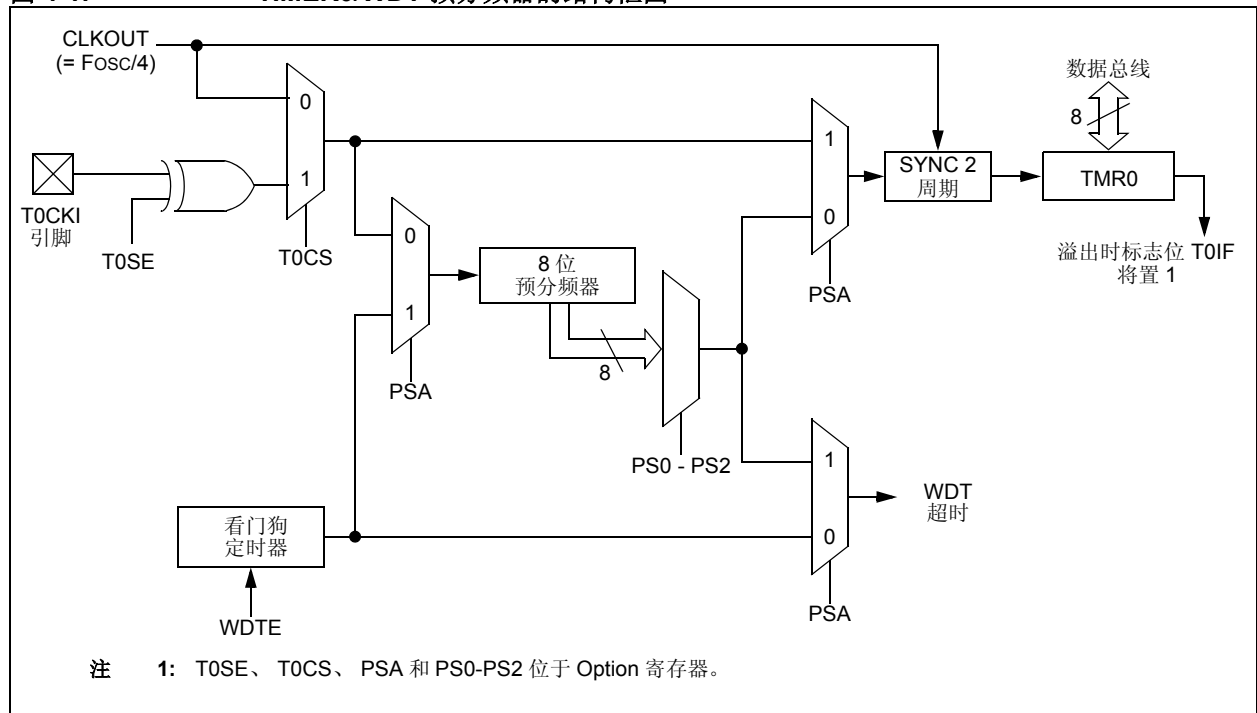 CLKOUT
(= FOSC/4)
0
1
T0CKI
引脚
T0SE
T0CS
0
1
PSA
8 位
预分频器
8
PS0 - PS2
1
0
PSA
SYNC 2
周期
数据总线
8
TMR0
溢出时标志位 T0IF
将置 1
看门狗
定时器
WDTE
1
0
PSA
WDT
超时
注 1: T0SE、 T0CS、 PSA 和 PS0-PS2 位于 Option 寄存器。